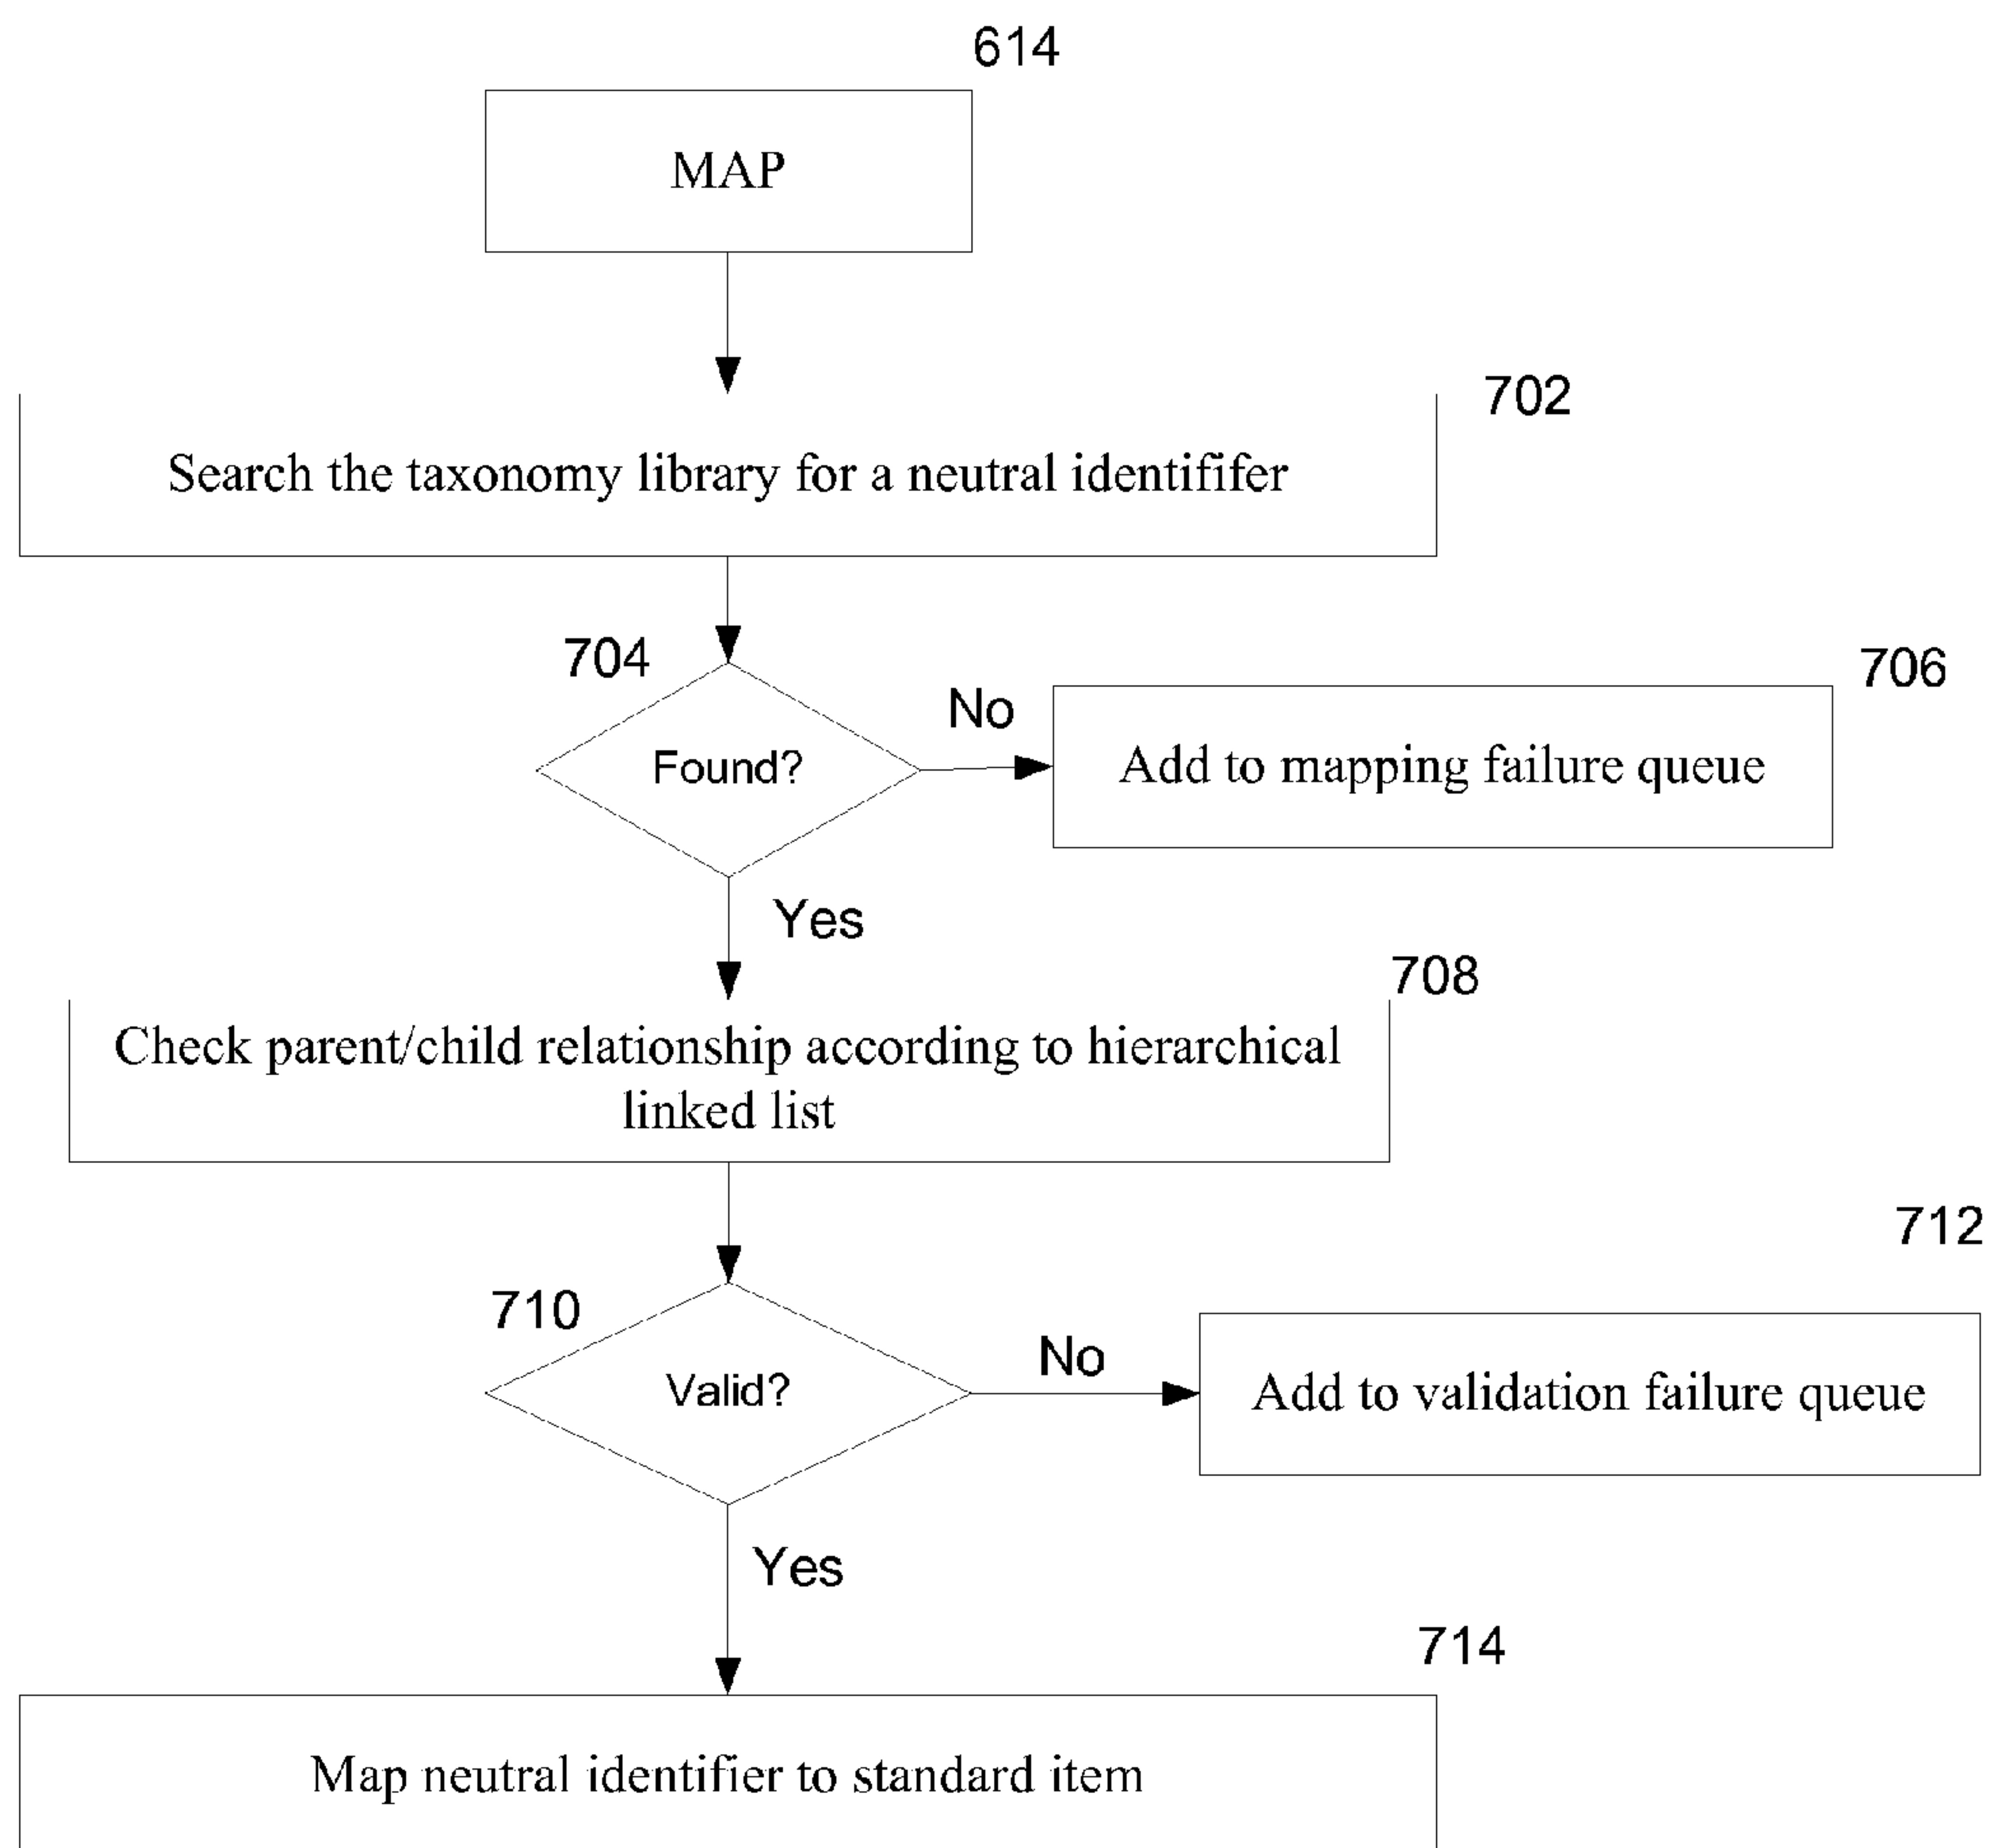 614
MAP
702
Search the taxonomy library for a neutral identififer
704
706
No
Found?
Add to mapping failure queue
Yes
708
Check parent/child relationship according to hierarchical
linked list
712
710
No
Valid?
Add to validation failure queue
Yes
714
Map neutral identifier to standard item